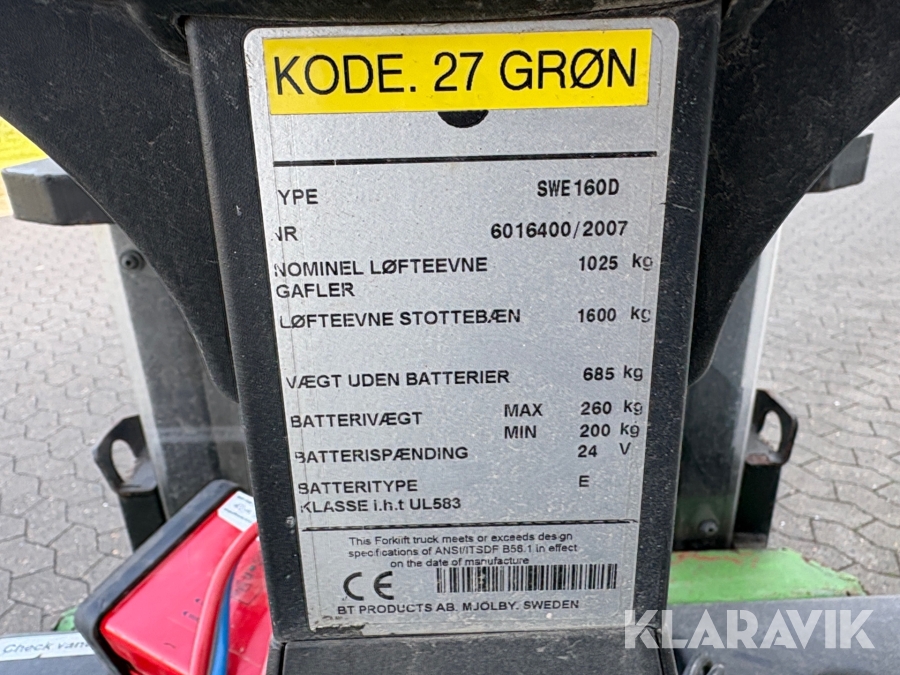 KODE. 27 GRØN
YPE SWE160D
NR 6016400/2007
NOMINEL LØFTEEVNE 1025 kg
GAFLER
LØFTEEVNE STOTTEBÆN 1600 kg
VÆGT UDEN BATTERIER 685 kg
BATTERIVÆGT MAX 260 kg
MIN 200 kg
BATTERISPÆNDING 24 V
BATTERITYPE E
KLASSE i.h.t UL583
This Forklift truck meets or exceeds design
specifications of ANSI/ITSDF B56.1 in effect
on the date of manufacture
CE
BT PRODUCTS AB. MJÖLBY. SWEDEN
Check
KLARAVIK